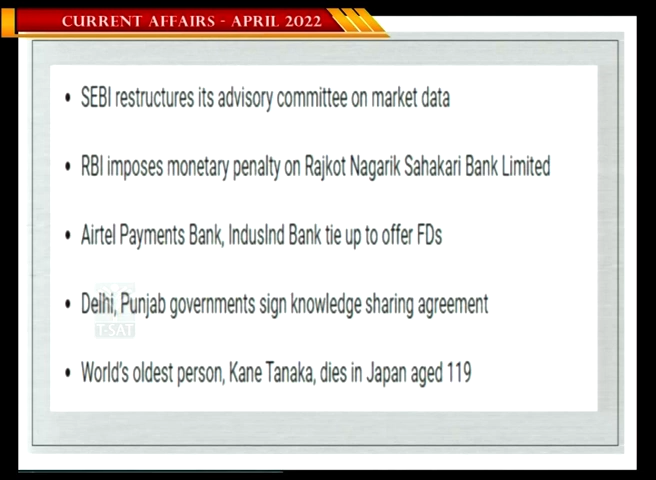 CURRENT AFFAIRS - APRIL 2022
• SEBI restructures its advisory committee on market data
• RBI imposes monetary penalty on Rajkot Nagarik Sahakari Bank Limited
• Airtel Payments Bank, IndusInd Bank tie up to offer FDs
• Delhi, Punjab governments sign knowledge sharing agreement
T-SAT
• World's oldest person, Kane Tanaka, dies in Japan aged 119